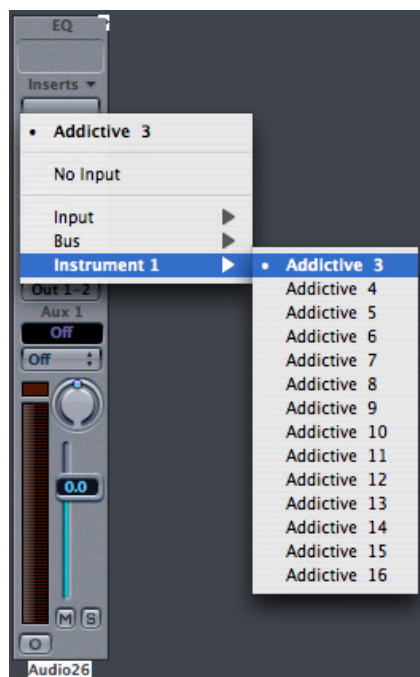 EQ
Inserts
• Addictive 3
No Input
Input
Bus
Instrument 1
• Addictive 3
Addictive 4
Addictive 5
Addictive 6
Addictive 7
Addictive 8
Addictive 9
Addictive 10
Addictive 11
Addictive 12
Addictive 13
Addictive 14
Addictive 15
Addictive 16
Out 1-2
Aux 1
Off
Off
0.0
M S
O
Audio26